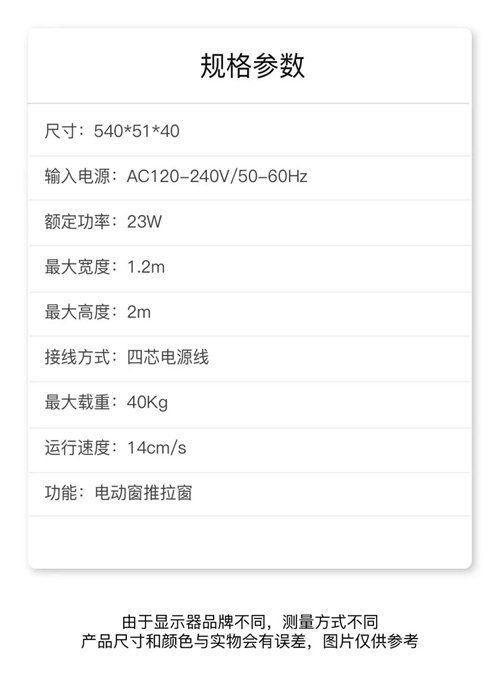 规格参数
尺寸：540*51*40
输入电源：AC120-240V/50-60Hz
额定功率：23W
最大宽度：1.2m
最大高度：2m
接线方式：四芯电源线
最大载重：40Kg
运行速度：14cm/s
功能：电动窗推拉窗
由于显示器品牌不同，测量方式不同
产品尺寸和颜色与实物会有误差，图片仅供参考